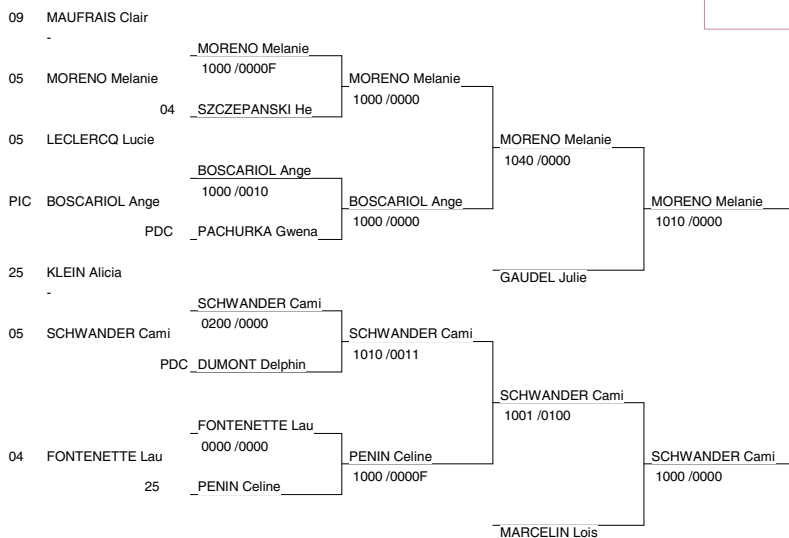 09 MAUFRAIS Clair
-
MORENO Melanie
1000 /0000F
05 MORENO Melanie
MORENO Melanie
1000 /0000
04 SZCZEPANSKI He
05 LECLERCQ Lucie
MORENO Melanie
1040 /0000
BOSCARIOL Ange
1000 /0010
PIC BOSCARIOL Ange
BOSCARIOL Ange
1000 /0000
MORENO Melanie
1010 /0000
PDC PACHURKA Gwena
25 KLEIN Alicia
-
GAUDEL Julie
SCHWANDER Cami
0200 /0000
05 SCHWANDER Cami
SCHWANDER Cami
1010 /0011
PDC DUMONT Delphin
SCHWANDER Cami
1001 /0100
FONTENETTE Lau
0000 /0000
04 FONTENETTE Lau
PENIN Celine
1000 /0000F
SCHWANDER Cami
1000 /0000
25 PENIN Celine
MARCELIN Lois